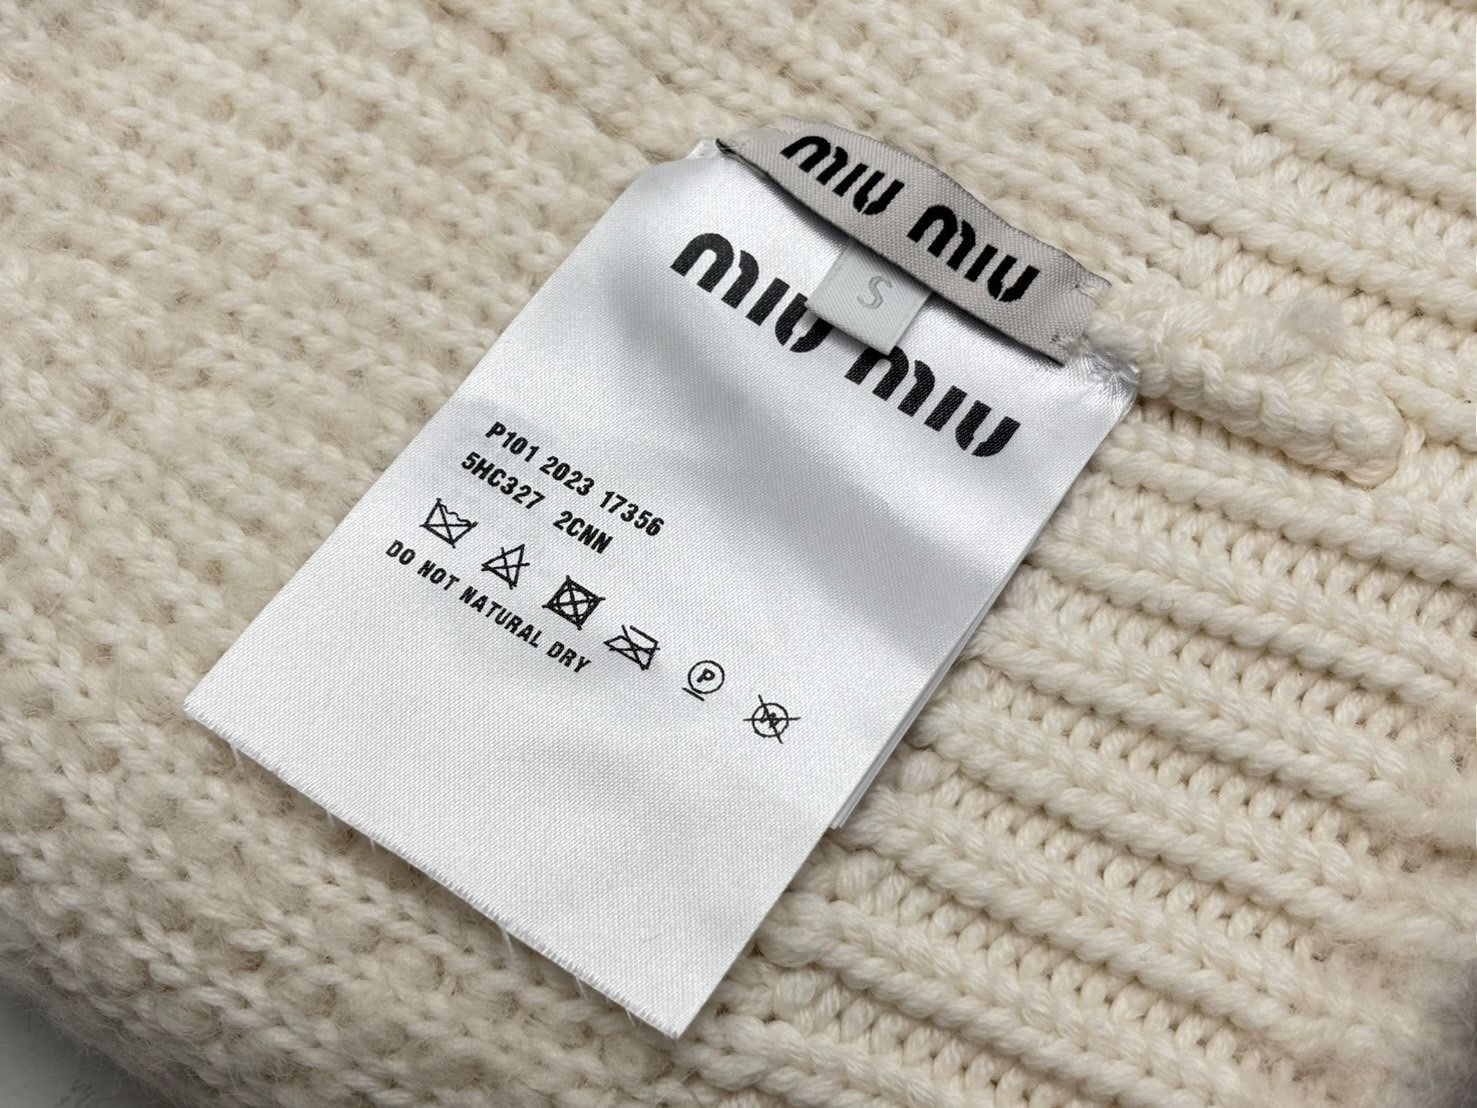 MIU MIU
S
MIU MIU
P101 2023 17356
5HC327 2CNN
P W
DO NOT NATURAL DRY